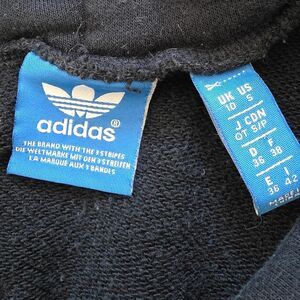 adidas®
THE BRAND WITH THE 3 STRIPES
DIE WELTMARKE MIT DEN 3 STREIFEN
LA MARQUE AUX 3 BANDES
UK US
10 S
J CDN
OT S/P
D F
36 38
E I
36 42